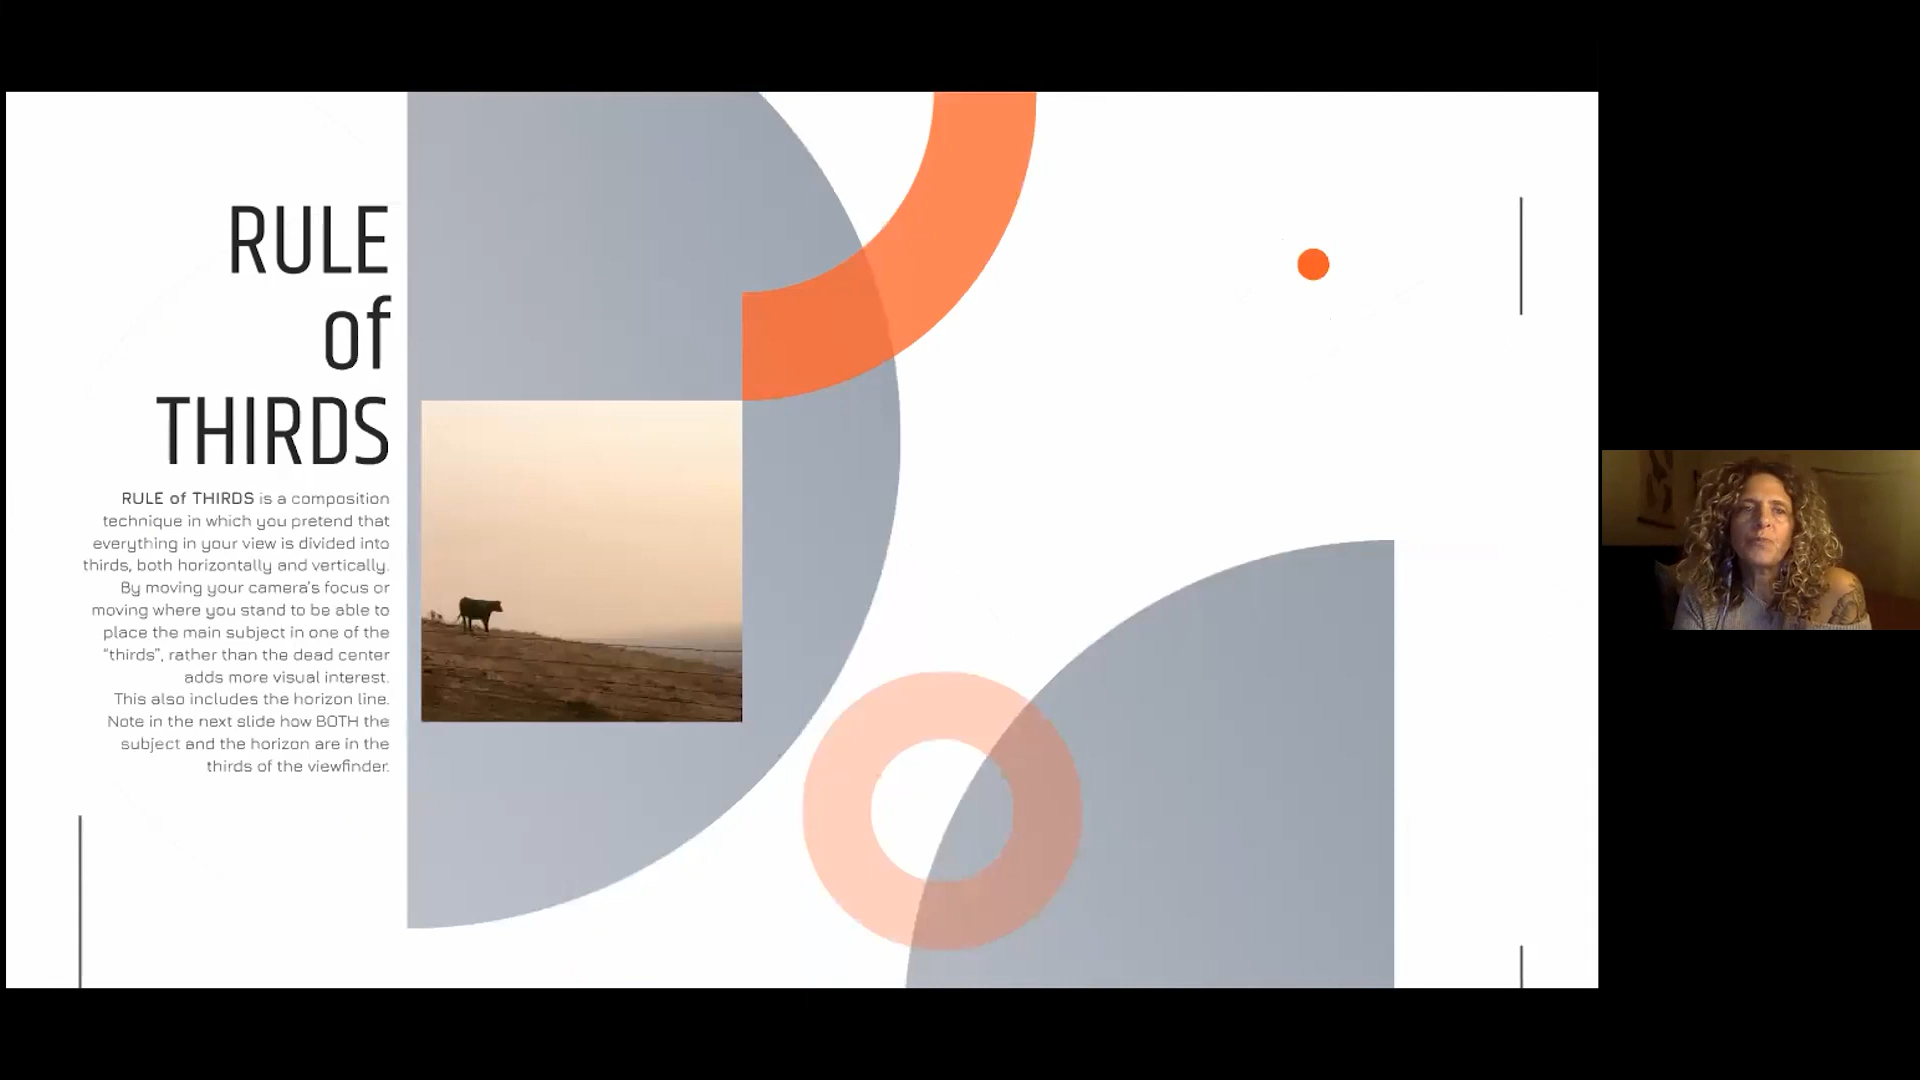 RULE
of
THIRDS
RULE of THIRDS is a composition
technique in which you pretend that
everything in your view is divided into
thirds, both horizontally and vertically.
By moving your camera's focus or
moving where you stand to be able to
place the main subject in one of the
“thirds”, rather than the dead center
adds more visual interest.
This also includes the horizon line.
Note in the next slide how BOTH the
subject and the horizon are in the
thirds of the viewfinder.